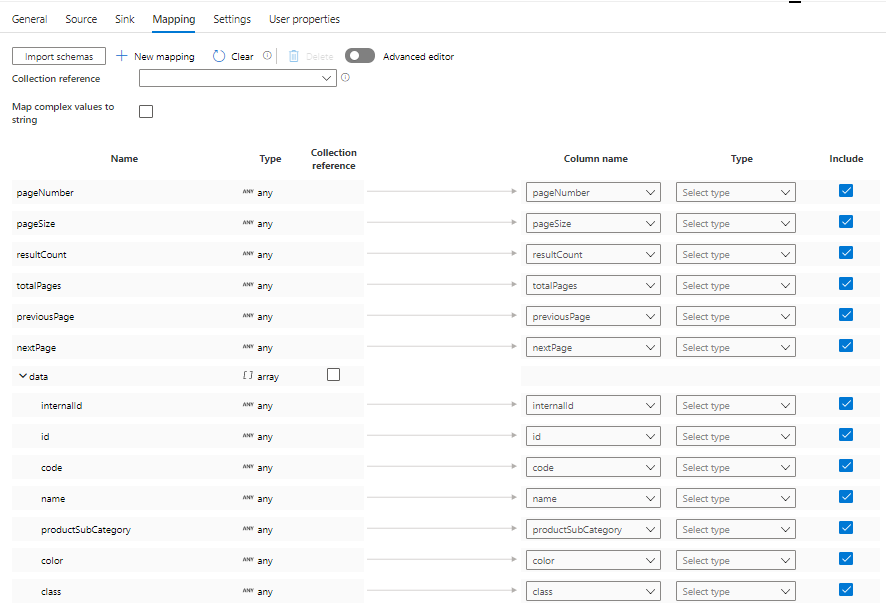 General Source Sink Mapping Settings User properties
Import schemas + New mapping Clear Delete Advanced editor
Collection reference
Map complex values to
string
Name Type Collection
reference Column name Type Include
pageNumber ANY any pageNumber Select type
pageSize ANY any pageSize Select type
resultCount ANY any resultCount Select type
totalPages ANY any totalPages Select type
previousPage ANY any previousPage Select type
nextPage ANY any nextPage Select type
data [] array
internalId ANY any internalId Select type
id ANY any id Select type
code ANY any code Select type
name ANY any name Select type
productSubCategory ANY any productSubCategory Select type
color ANY any color Select type
class ANY any class Select type